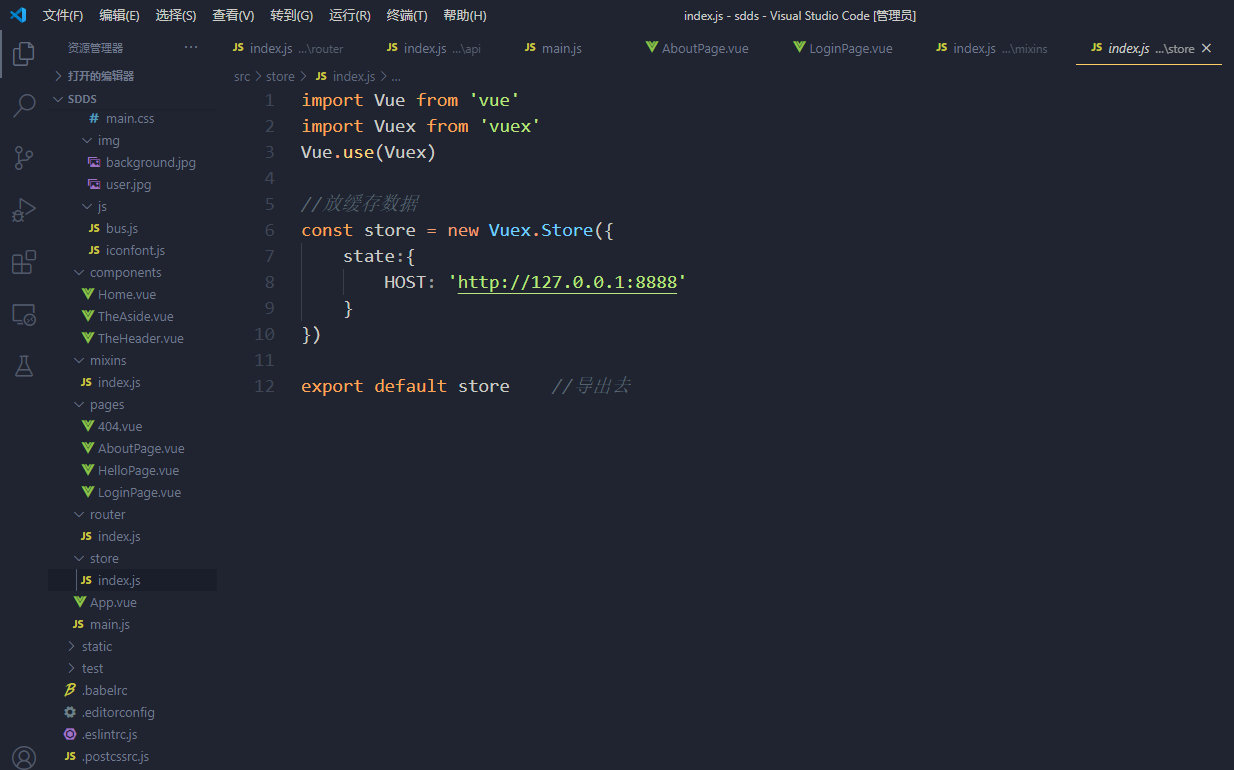 文件(F) 编辑(E) 选择(S) 查看(V) 转到(G) 运行(R) 终端(T) 帮助(H) index.js - sdds - Visual Studio Code [管理员]
资源管理器 ···
JS index.js ...\router JS index.js ...\api JS main.js AboutPage.vue LoginPage.vue JS index.js ...\mixins JS index.js ...\store
打开的编辑器
SDDS
# main.css
img
background.jpg
user.jpg
js
JS bus.js
JS iconfont.js
components
Home.vue
TheAside.vue
TheHeader.vue
mixins
JS index.js
pages
404.vue
AboutPage.vue
HelloPage.vue
LoginPage.vue
router
JS index.js
store
JS index.js
App.vue
JS main.js
static
test
.babelrc
.editorconfig
.eslintrc.js
JS .postcssrc.js
src > store > JS index.js > ...
1 import Vue from 'vue'
2 import Vuex from 'vuex'
3 Vue.use(Vuex)
4
5 //放缓存数据
6 const store = new Vuex.Store({
7 state:{
8 HOST: 'http://127.0.0.1:8888'
9 }
10 })
11
12 export default store //导出去